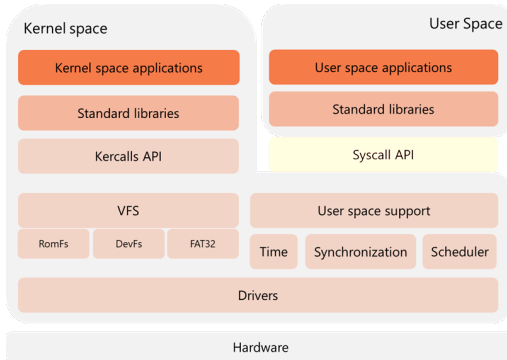 Kernel space
User Space
Kernel space applications
User space applications
Standard libraries
Standard libraries
Kercalls API
Syscall API
VFS
User space support
RomFs
DevFs
FAT32
Time
Synchronization
Scheduler
Drivers
Hardware